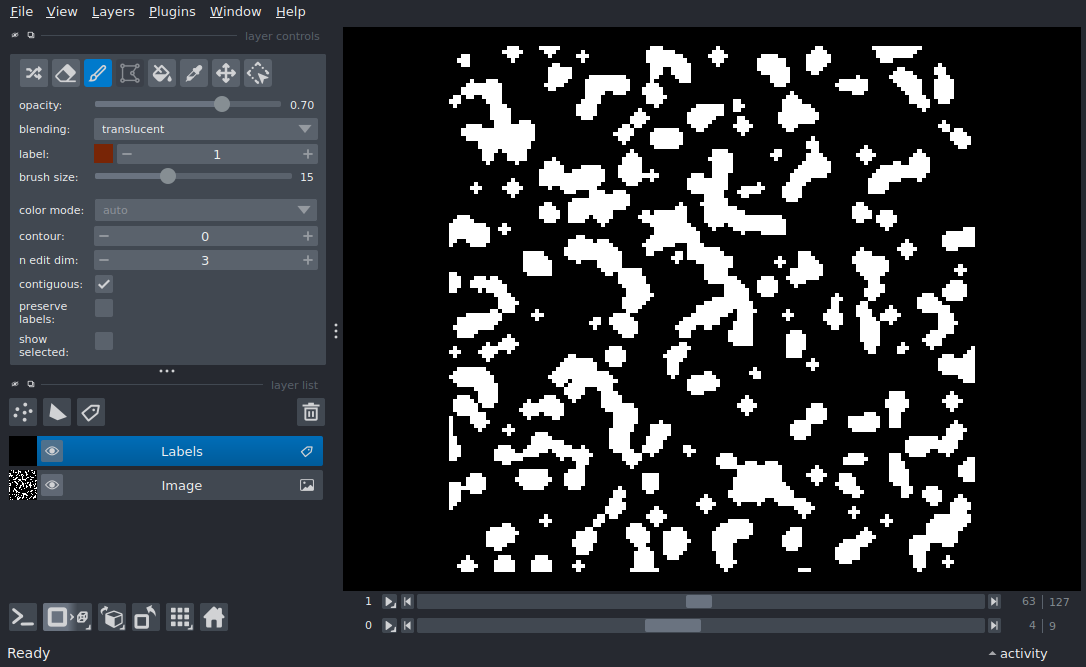 File View Layers Plugins Window Help
layer controls
opacity: 0.70
blending: translucent
label: 1
brush size: 15
color mode: auto
contour: 0
n edit dim: 3
contiguous:
preserve
labels:
show
selected:
layer list
Labels
Image
1 63 127
0 4 9
Ready activity